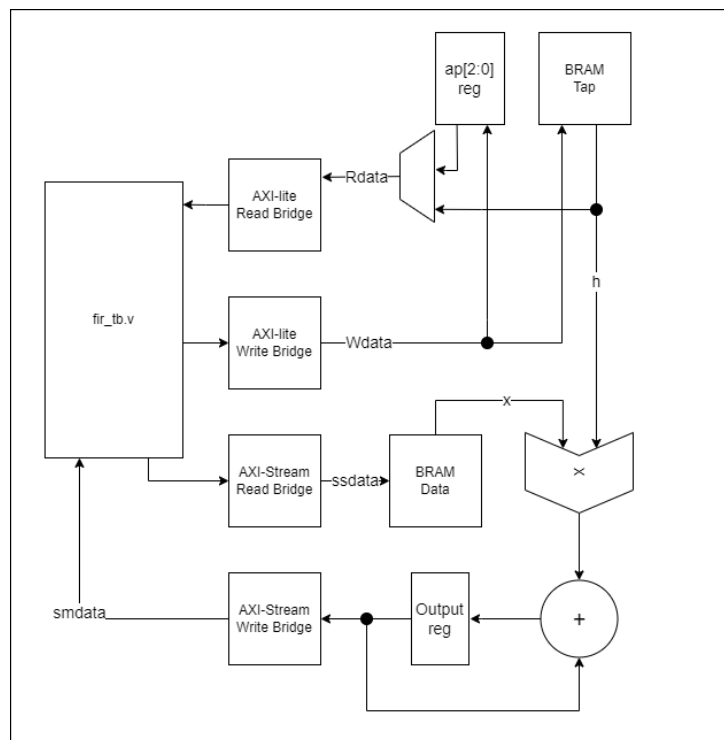 ap[2:0]
reg
BRAM
Tap
Rdata
AXI-lite
Read Bridge
h
fir_tb.v
AXI-lite
Write Bridge
Wdata
x
AXI-Stream
Read Bridge
ssdata
BRAM
Data
X
smdata
AXI-Stream
Write Bridge
Output
reg
+